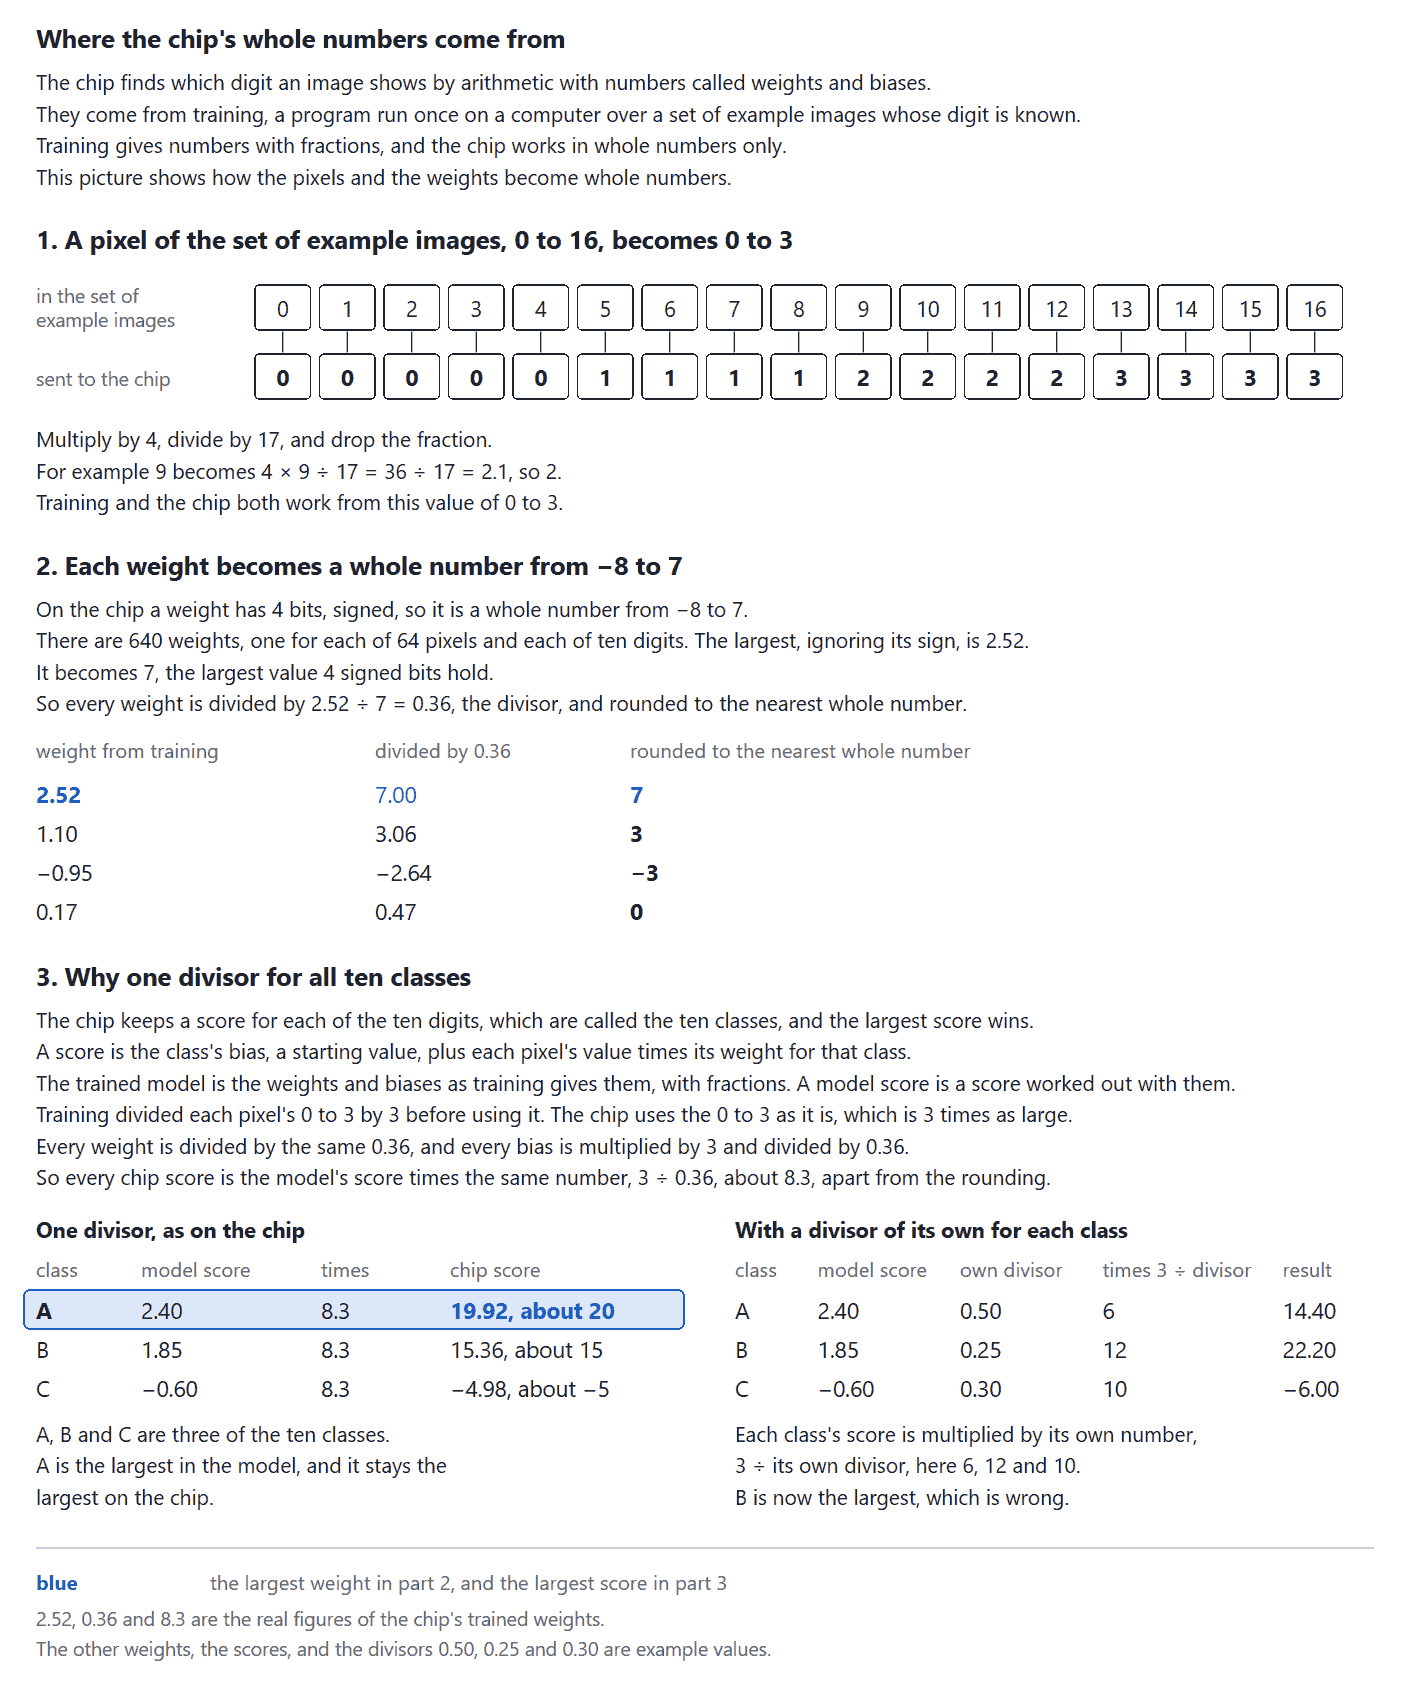 Where the chip's whole numbers come from
The chip finds which digit an image shows by arithmetic with numbers called weights and biases.
They come from training, a program run once on a computer over a set of example images whose digit is known.
Training gives numbers with fractions, and the chip works in whole numbers only.
This picture shows how the pixels and the weights become whole numbers.
1. A pixel of the set of example images, 0 to 16, becomes 0 to 3
in the set of
example images
0 1 2 3 4 5 6 7 8 9 10 11 12 13 14 15 16
sent to the chip
0 0 0 0 0 1 1 1 1 2 2 2 2 3 3 3 3
Multiply by 4, divide by 17, and drop the fraction.
For example 9 becomes 4 × 9 ÷ 17 = 36 ÷ 17 = 2.1, so 2.
Training and the chip both work from this value of 0 to 3.
2. Each weight becomes a whole number from −8 to 7
On the chip a weight has 4 bits, signed, so it is a whole number from −8 to 7.
There are 640 weights, one for each of 64 pixels and each of ten digits. The largest, ignoring its sign, is 2.52.
It becomes 7, the largest value 4 signed bits hold.
So every weight is divided by 2.52 ÷ 7 = 0.36, the divisor, and rounded to the nearest whole number.
weight from training divided by 0.36 rounded to the nearest whole number
2.52 7.00 7
1.10 3.06 3
−0.95 −2.64 −3
0.17 0.47 0
3. Why one divisor for all ten classes
The chip keeps a score for each of the ten digits, which are called the ten classes, and the largest score wins.
A score is the class's bias, a starting value, plus each pixel's value times its weight for that class.
The trained model is the weights and biases as training gives them, with fractions. A model score is a score worked out with them.
Training divided each pixel's 0 to 3 by 3 before using it. The chip uses the 0 to 3 as it is, which is 3 times as large.
Every weight is divided by the same 0.36, and every bias is multiplied by 3 and divided by 0.36.
So every chip score is the model's score times the same number, 3 ÷ 0.36, about 8.3, apart from the rounding.
One divisor, as on the chip
class model score times chip score
A 2.40 8.3 19.92, about 20
B 1.85 8.3 15.36, about 15
C −0.60 8.3 −4.98, about −5
A, B and C are three of the ten classes.
A is the largest in the model, and it stays the
largest on the chip.
With a divisor of its own for each class
class model score own divisor times 3 ÷ divisor result
A 2.40 0.50 6 14.40
B 1.85 0.25 12 22.20
C −0.60 0.30 10 −6.00
Each class's score is multiplied by its own number,
3 ÷ its own divisor, here 6, 12 and 10.
B is now the largest, which is wrong.
blue the largest weight in part 2, and the largest score in part 3
2.52, 0.36 and 8.3 are the real figures of the chip's trained weights.
The other weights, the scores, and the divisors 0.50, 0.25 and 0.30 are example values.